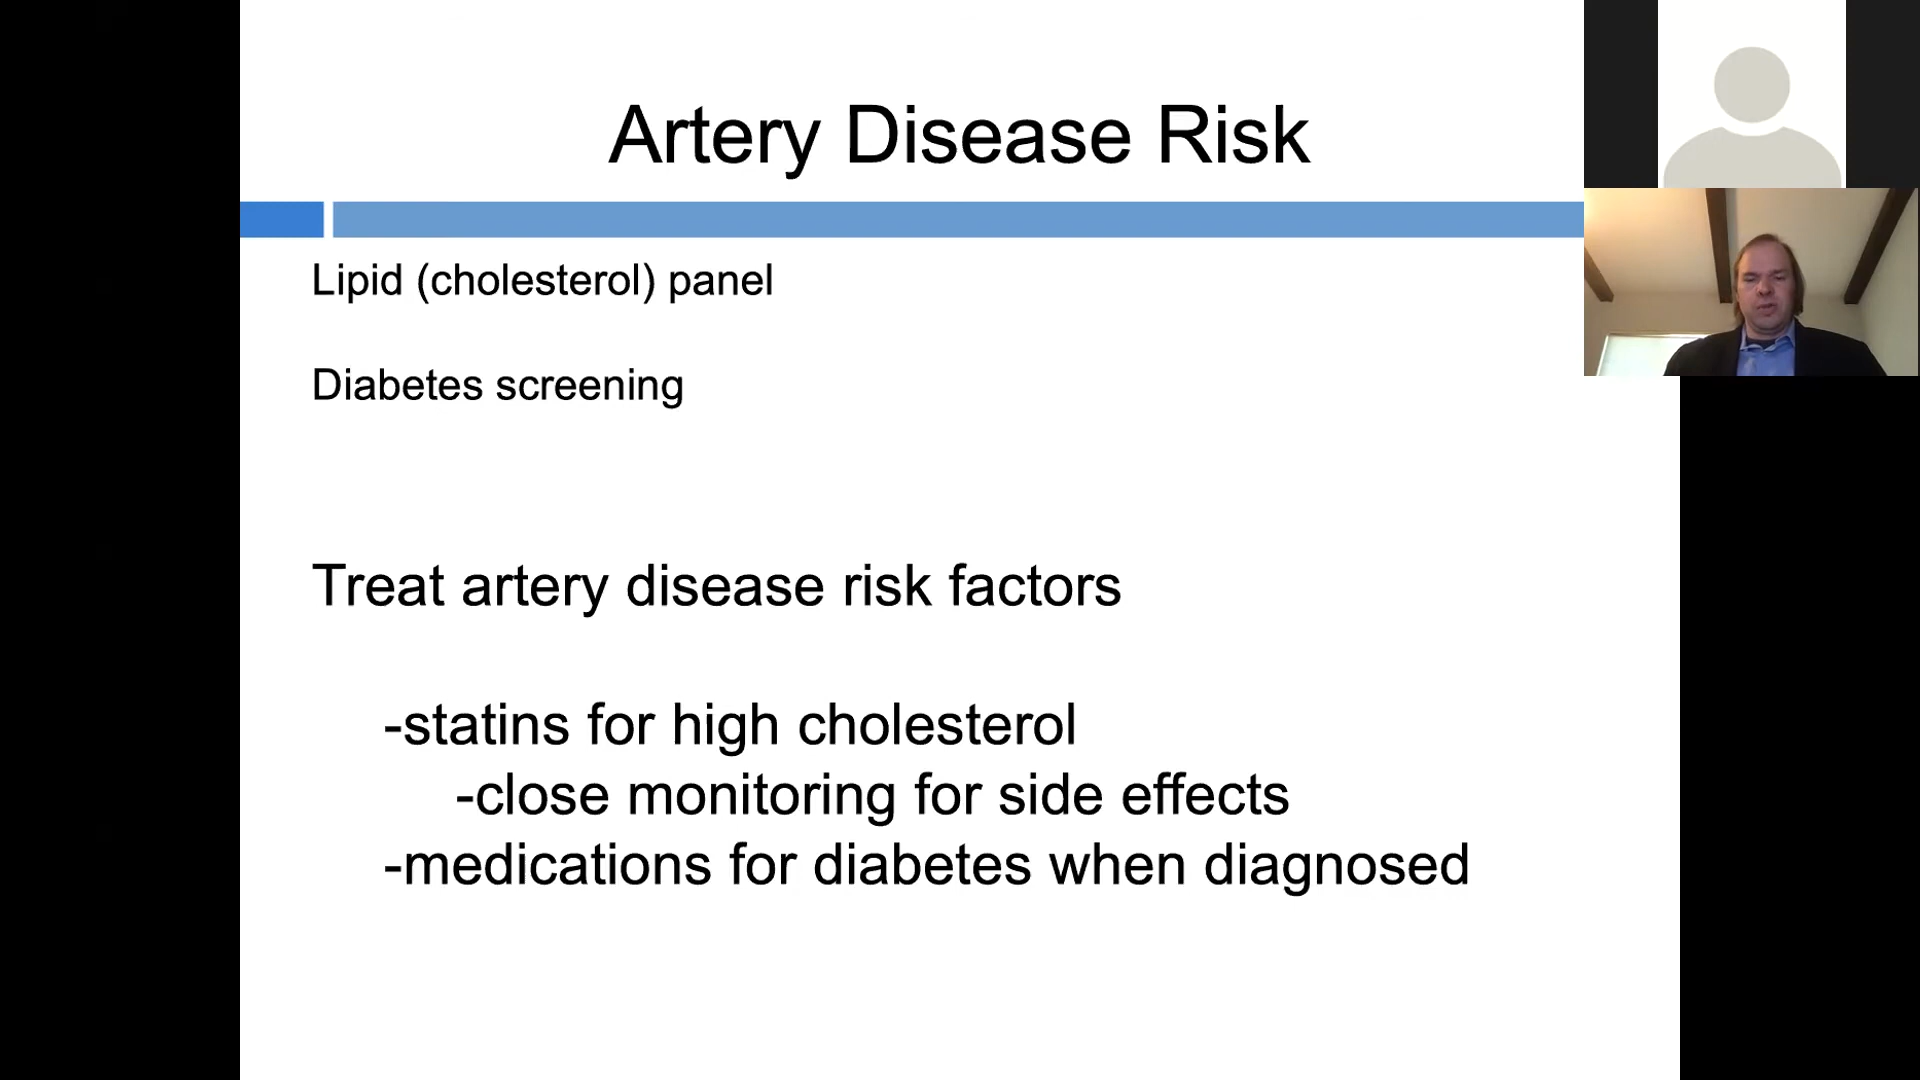 Artery Disease Risk
Lipid (cholesterol) panel
Diabetes screening
Treat artery disease risk factors
-statins for high cholesterol
-close monitoring for side effects
-medications for diabetes when diagnosed